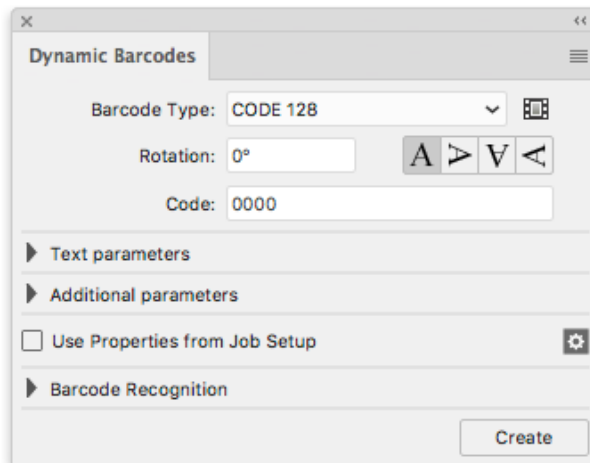 Dynamic Barcodes
Barcode Type: CODE 128
Rotation: 0° A A A A
Code: 0000
Text parameters
Additional parameters
Use Properties from Job Setup
Barcode Recognition
Create